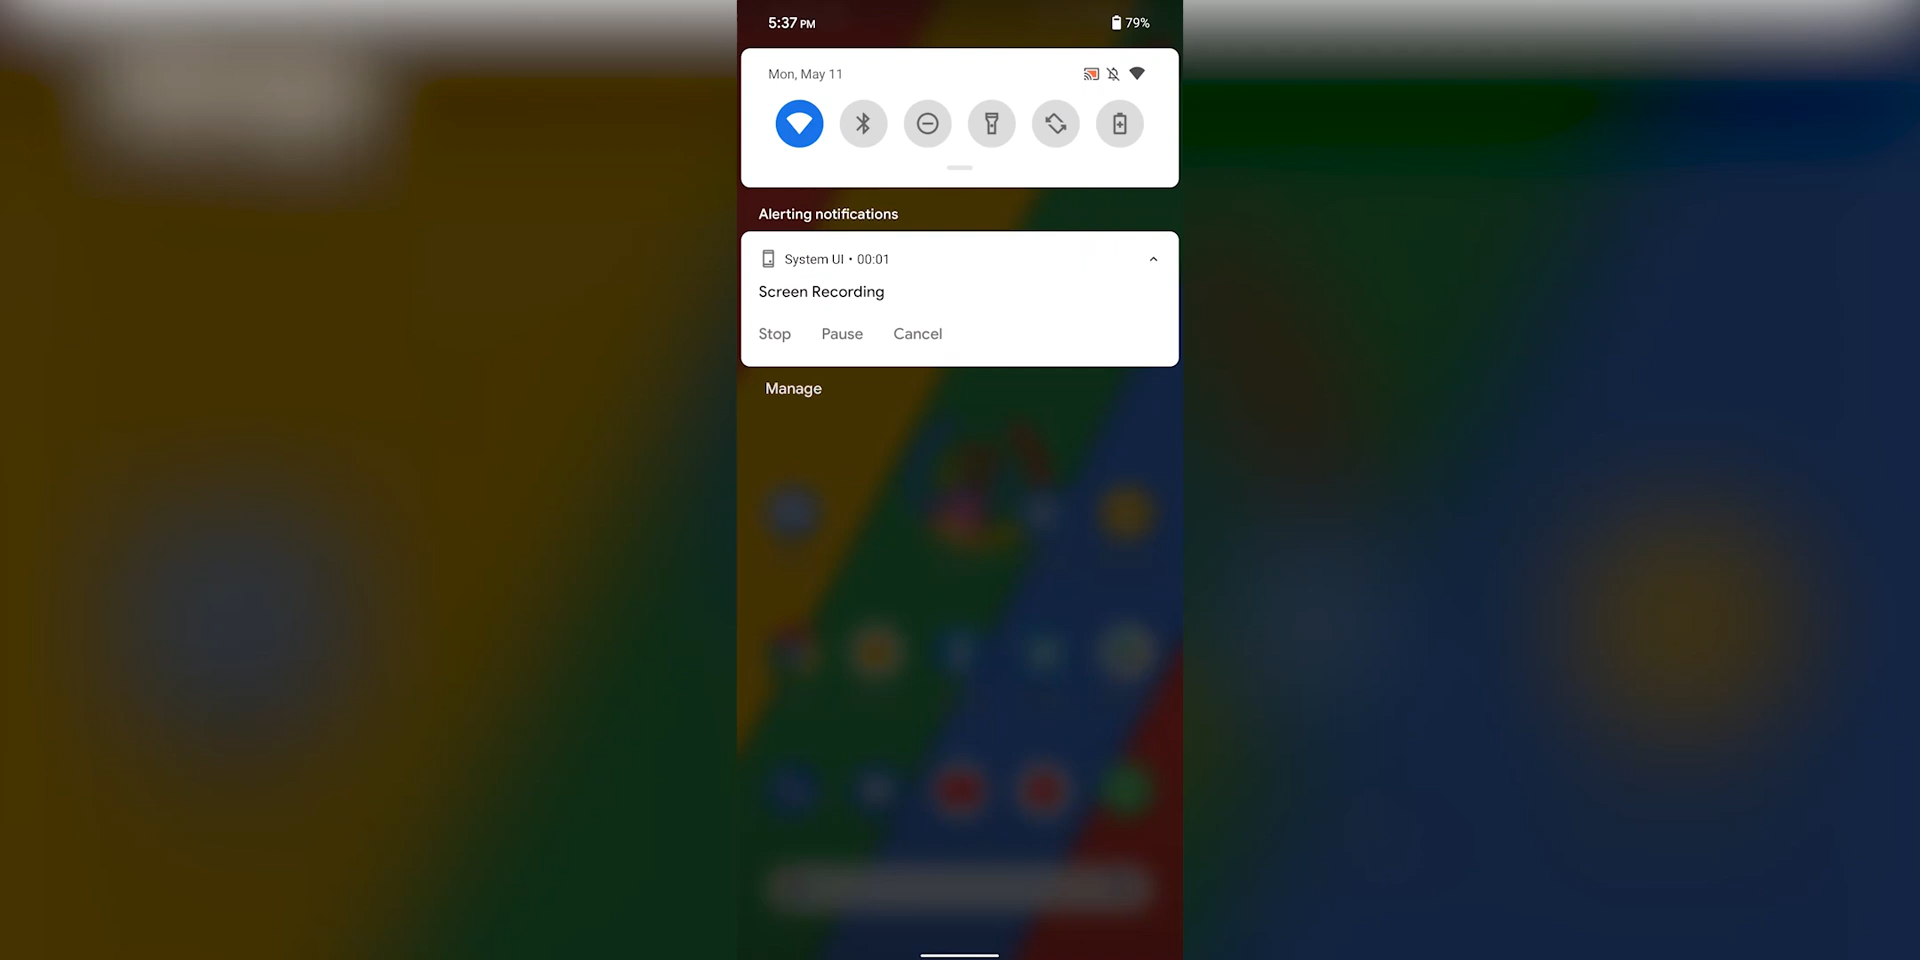 5:37 PM 79%
Mon, May 11
Alerting notifications
System UI • 00:01
Screen Recording
Stop Pause Cancel
Manage